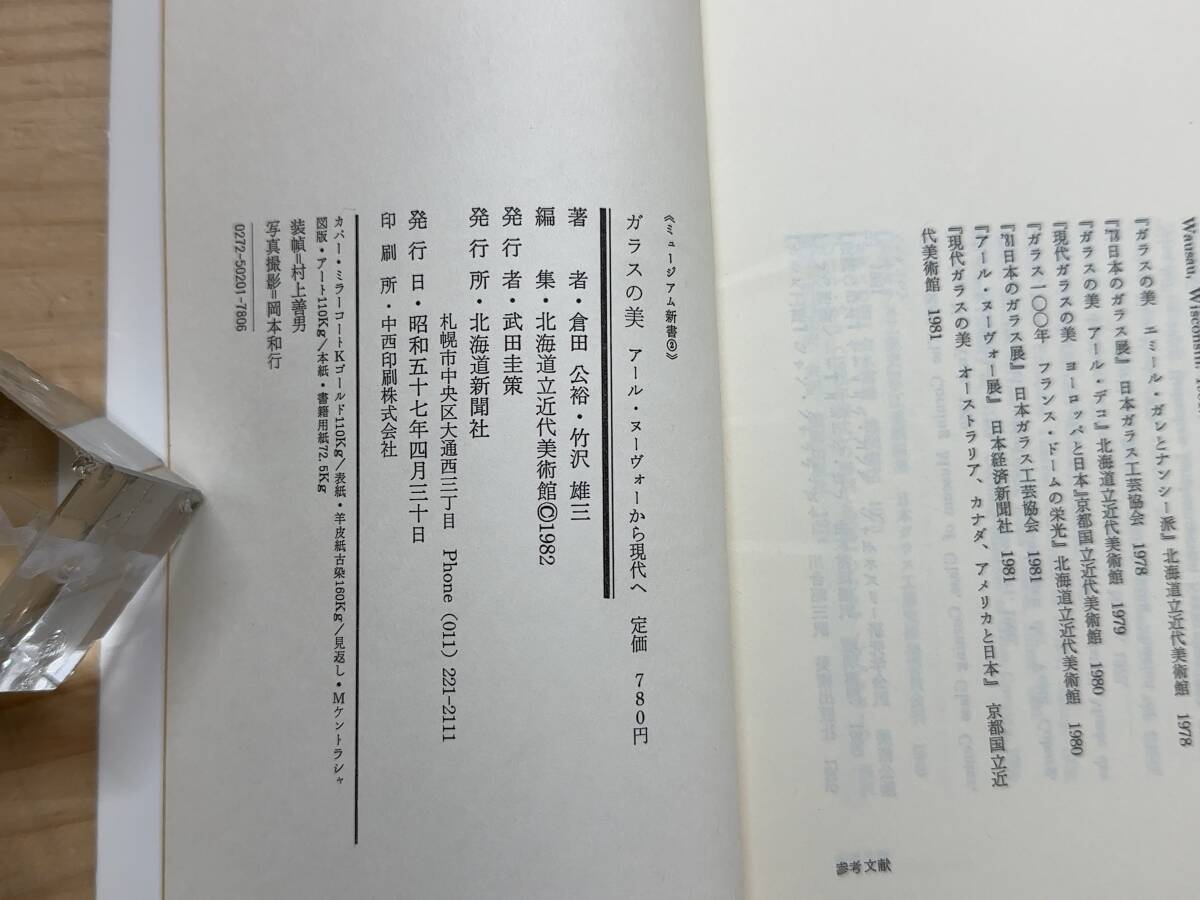 Wausau, Wisconsin
『ガラスの美 エミール・ガレとナンシー派』北海道立近代美術館 1978
『'78日本のガラス展』日本ガラス工芸協会 1978
『ガラスの美 アール・デコ』北海道立近代美術館 1979
『現代ガラスの美 ヨーロッパと日本』京都国立近代美術館 1980
『ガラス一〇〇年 フランス・ドームの栄光』北海道立近代美術館 1980
『'81日本のガラス展』日本ガラス工芸協会 1981
『アール・ヌーヴォー展』日本経済新聞社 1981
『現代ガラスの美 オーストラリア、カナダ、アメリカと日本』京都国立近
代美術館 1981
参考文献
《ミュージアム新書②》
ガラスの美 アール・ヌーヴォーから現代へ 定価 780円
著者・倉田 公裕・竹沢 雄三
編集・北海道立近代美術館©1982
発行者・武田圭策
発行所・北海道新聞社
札幌市中央区大通西三丁目 Phone (011) 221-2111
発行日・昭和五十七年四月三十日
印刷所・中西印刷株式会社
カバー・ミラーコートKゴールド110Kg/表紙・羊皮紙古染160Kg/見返し・Mケントラシャ
図版・アート110Kg/本紙・書籍用紙72.5Kg
装幀=村上善男
写真撮影=岡本和行
0272-50201-7806